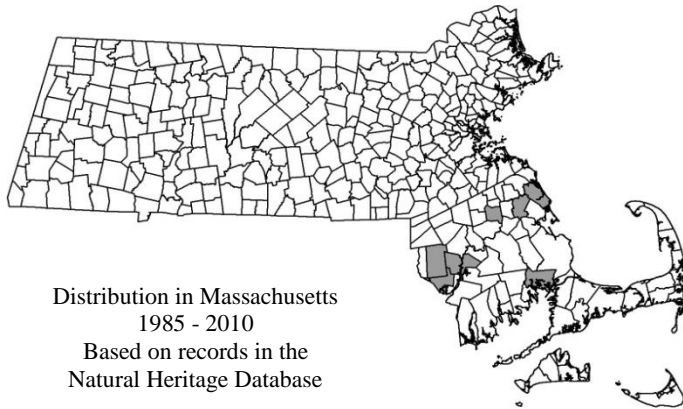 Distribution in Massachusetts
1985 - 2010
Based on records in the
Natural Heritage Database